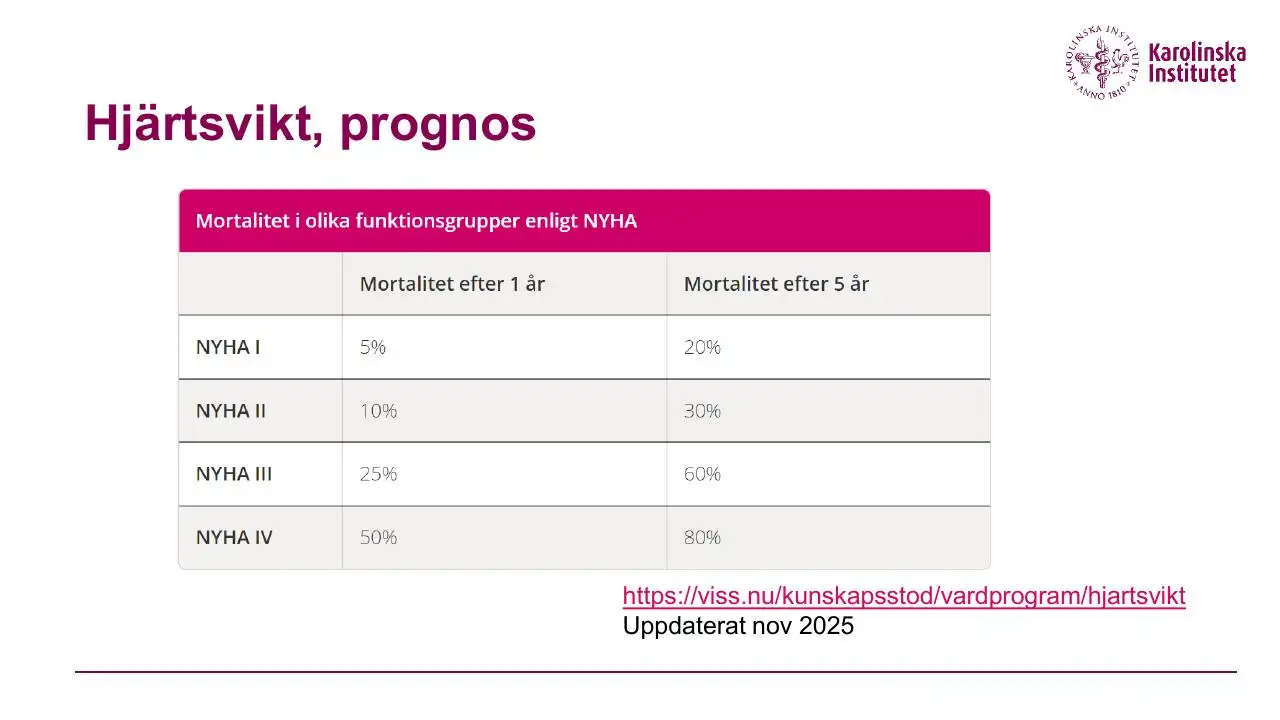 KAROLINSKA INSTITUTET
ANNO 1810
Karolinska
Institutet
Hjärtsvikt, prognos
Mortalitet i olika funktionsgrupper enligt NYHA
Mortalitet efter 1 år Mortalitet efter 5 år
NYHA I 5% 20%
NYHA II 10% 30%
NYHA III 25% 60%
NYHA IV 50% 80%
https://viss.nu/kunskapsstod/vardprogram/hjartsvikt
Uppdaterat nov 2025